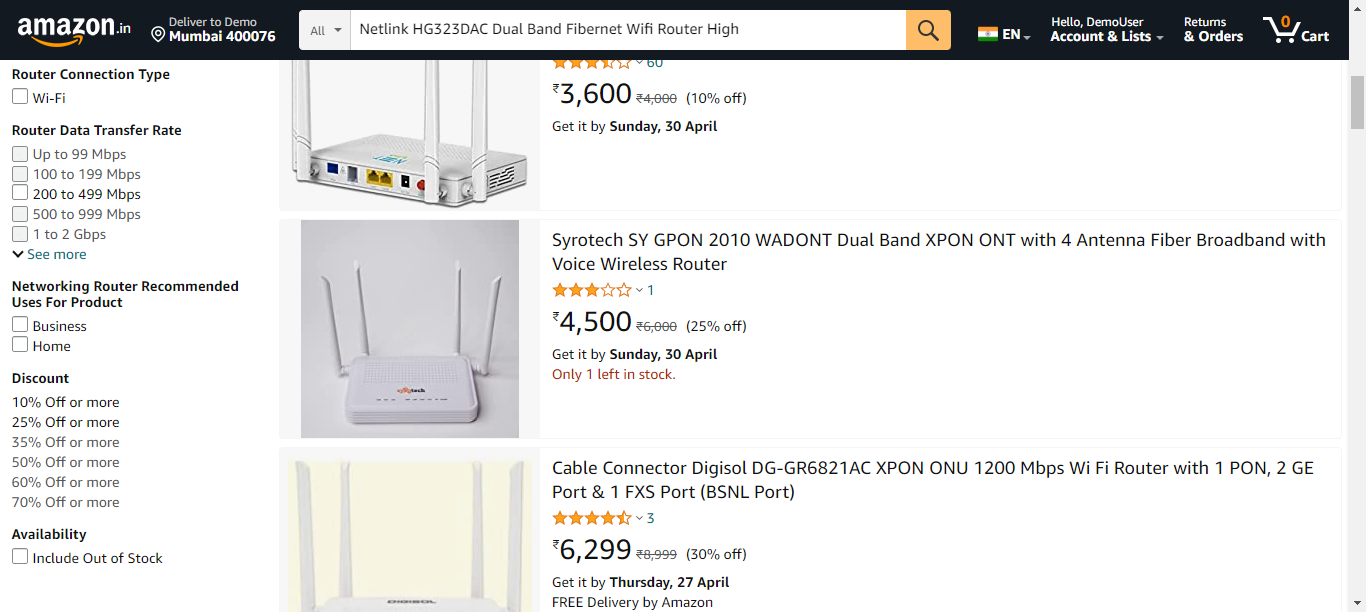 amazon.in
Deliver to Demo
Mumbai 400076
All
Netlink HG323DAC Dual Band Fibernet Wifi Router High
EN
Hello, DemoUser
Account & Lists
Returns
& Orders
0
Cart
Router Connection Type
Wi-Fi
Router Data Transfer Rate
Up to 99 Mbps
100 to 199 Mbps
200 to 499 Mbps
500 to 999 Mbps
1 to 2 Gbps
See more
Networking Router Recommended
Uses For Product
Business
Home
Discount
10% Off or more
25% Off or more
35% Off or more
50% Off or more
60% Off or more
70% Off or more
Availability
Include Out of Stock
60
₹3,600 ₹4,000 (10% off)
Get it by Sunday, 30 April
Syrotech SY GPON 2010 WADONT Dual Band XPON ONT with 4 Antenna Fiber Broadband with
Voice Wireless Router
1
₹4,500 ₹6,000 (25% off)
Get it by Sunday, 30 April
Only 1 left in stock.
syrotech
Cable Connector Digisol DG-GR6821AC XPON ONU 1200 Mbps Wi Fi Router with 1 PON, 2 GE
Port & 1 FXS Port (BSNL Port)
3
₹6,299 ₹8,999 (30% off)
Get it by Thursday, 27 April
FREE Delivery by Amazon
DIGISOL